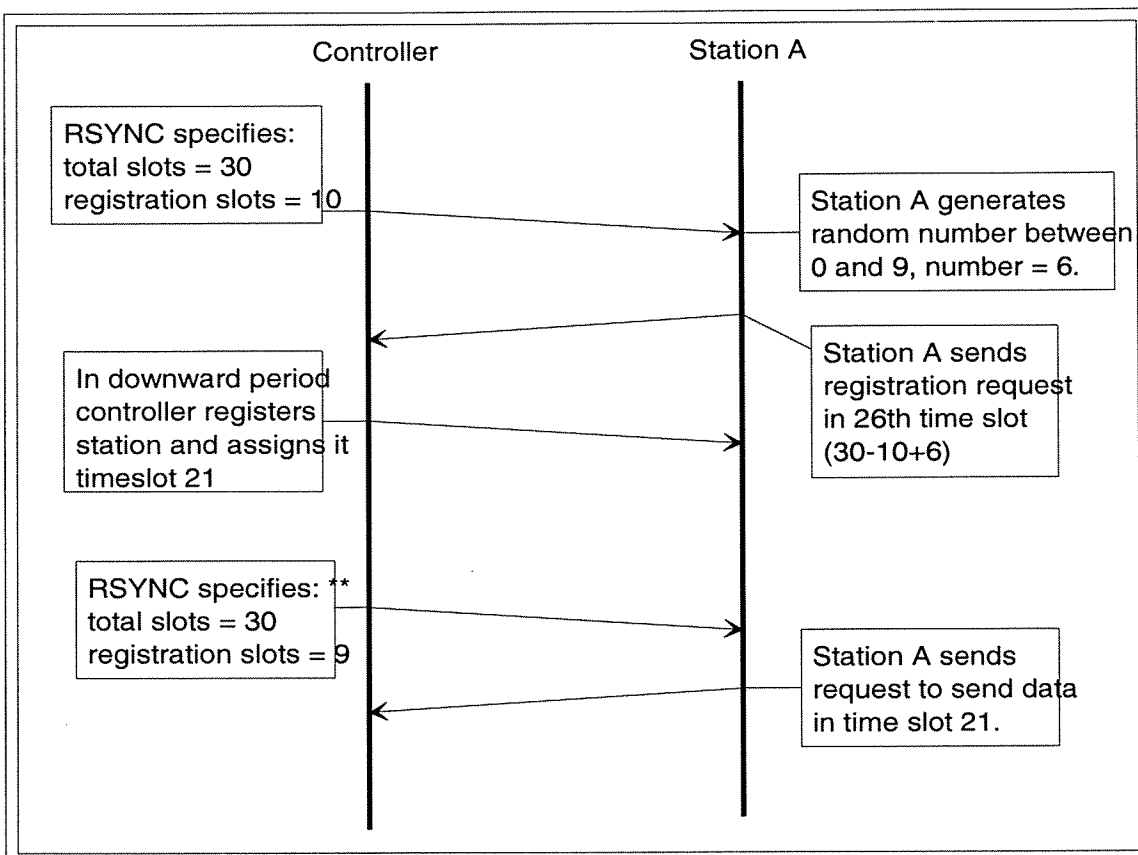 Controller
Station A
RSYNC specifies:
total slots = 30
registration slots = 10
Station A generates
random number between
0 and 9, number = 6.
Station A sends
registration request
in 26th time slot
(30-10+6)
In downward period
controller registers
station and assigns it
timeslot 21
RSYNC specifies: **
total slots = 30
registration slots = 9
Station A sends
request to send data
in time slot 21.